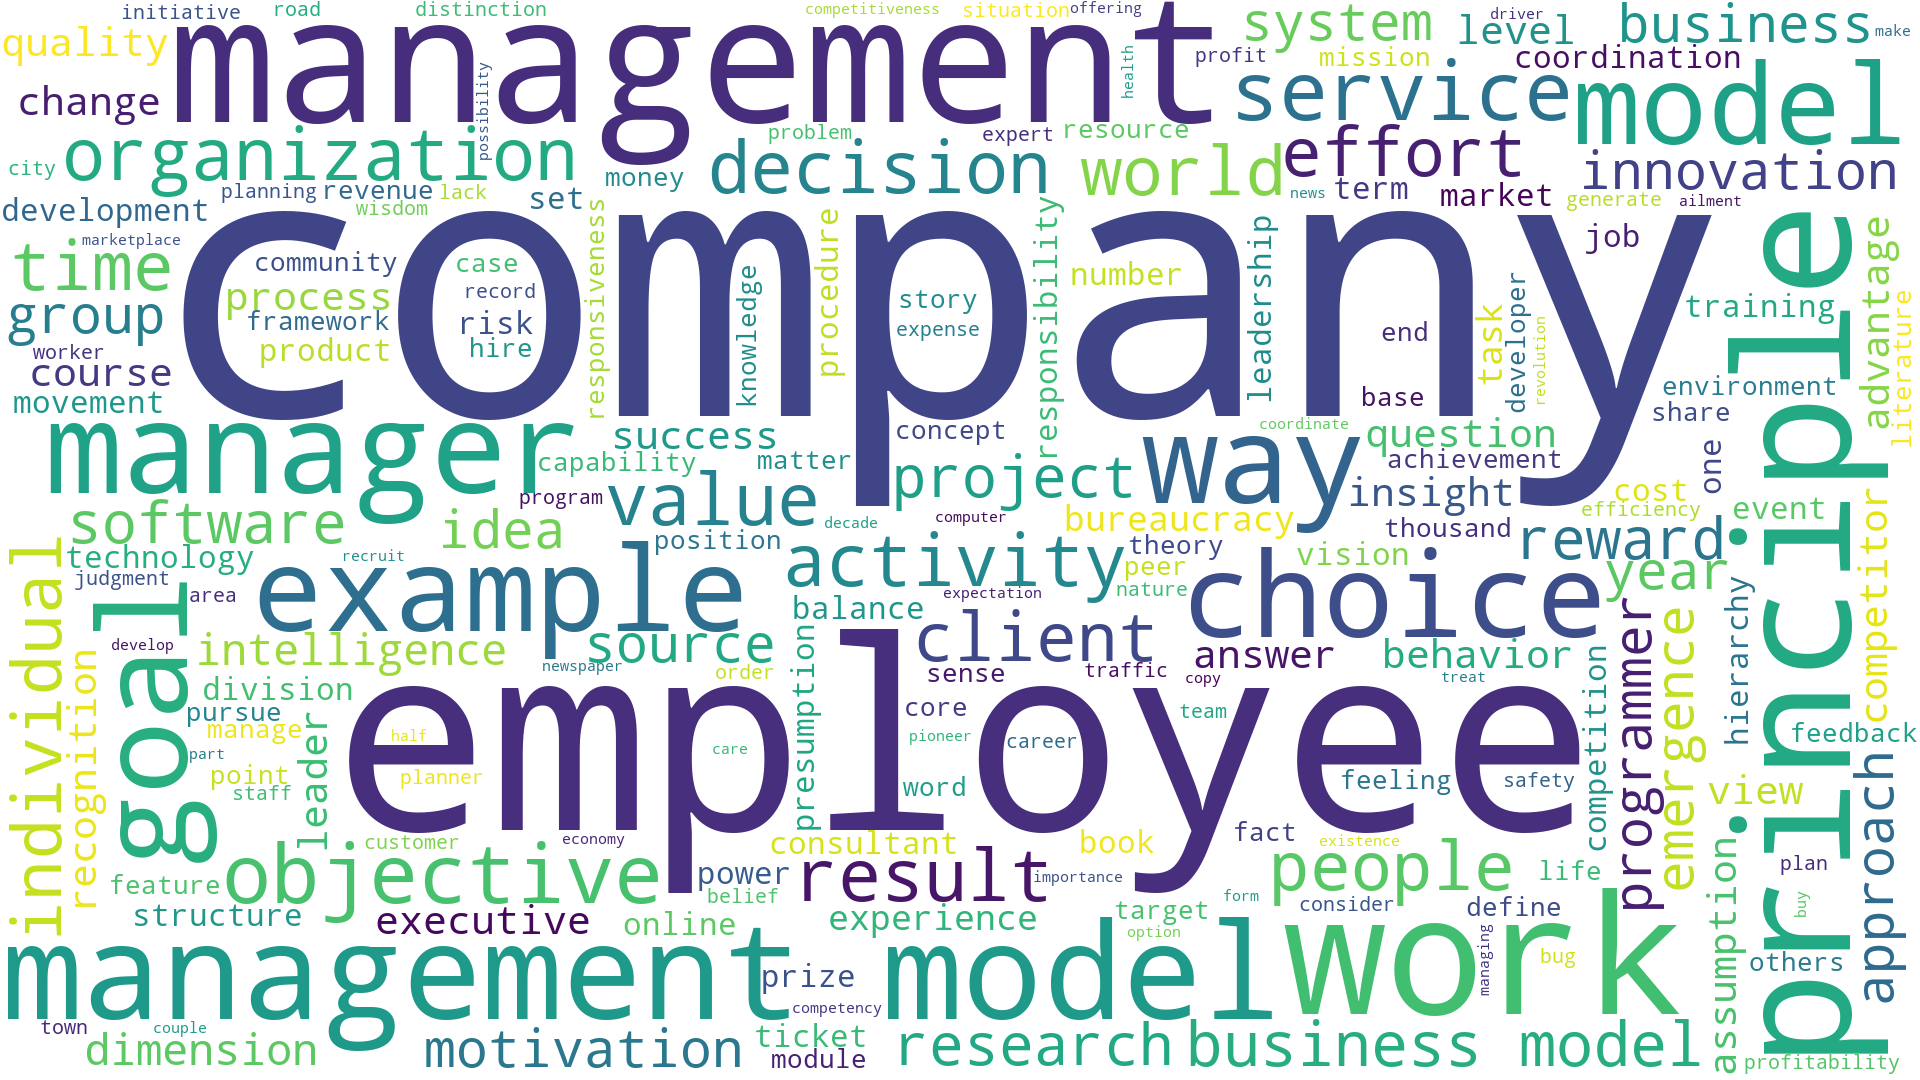 initiative
road
distinction
competitiveness
situation
offering
system
level
driver
business
make
quality
management
health
profit
mission
coordination
change
possibility
service
model
organization
problem
expert
resource
effort
city
decision
world
innovation
planning
revenue
lack
money
set
news
term
market
generate
ailment
development
wisdom
responsiveness
procedure
responsibility
leadership
job
principle
advantage
marketplace
time
community
case
company
knowledge
number
process
record
story
task
developer
revolution
training
literature
group
framework
risk
expense
end
worker
product
hire
course
base
environment
movement
share
manager
success
concept
coordinate
question
capability
matter
project
way
achievement
one
program
value
insight
cost
competitor
software
idea
decade
computer
bureaucracy
thousand
efficiency
event
individual
technology
recruit
position
activity
theory
vision
reward
judgment
area
example
peer
choice
year
goal
balance
expectation
nature
hierarchy
develop
intelligence
source
presumption
client
answer
behavior
programmer
emergence
recognition
newspaper
order
sense
traffic
copy
treat
competition
division
employee
pursue
core
team
manage
half
care
pioneer
career
feedback
leader
part
point
planner
feeling
safety
approach
staff
word
view
customer
economy
consultant
book
fact
existence
assumption
objective
power
result
importance
people
life
plan
feature
belief
form
buy
structure
executive
online
experience
target
consider
define
option
work
managing
management model
prize
bug
others
competency
town
couple
dimension
motivation
ticket
module
research
business model
profitability